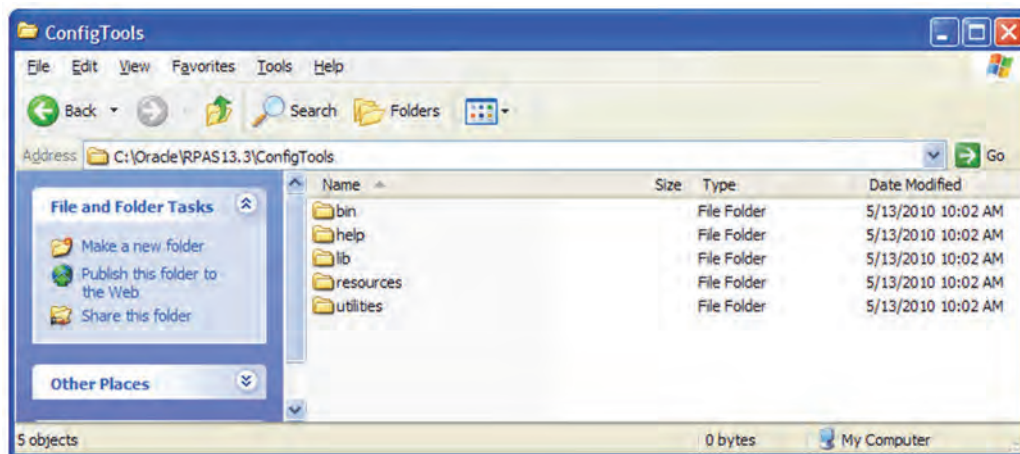 ConfigTools
File Edit View Favorites Tools Help
Back Search Folders
Address C:\Oracle\RPAS13.3\ConfigTools Go
Name Size Type Date Modified
File and Folder Tasks
Make a new folder
Publish this folder to
the Web
Share this folder
Other Places
bin File Folder 5/13/2010 10:02 AM
help File Folder 5/13/2010 10:02 AM
lib File Folder 5/13/2010 10:02 AM
resources File Folder 5/13/2010 10:02 AM
utilities File Folder 5/13/2010 10:02 AM
5 objects 0 bytes My Computer